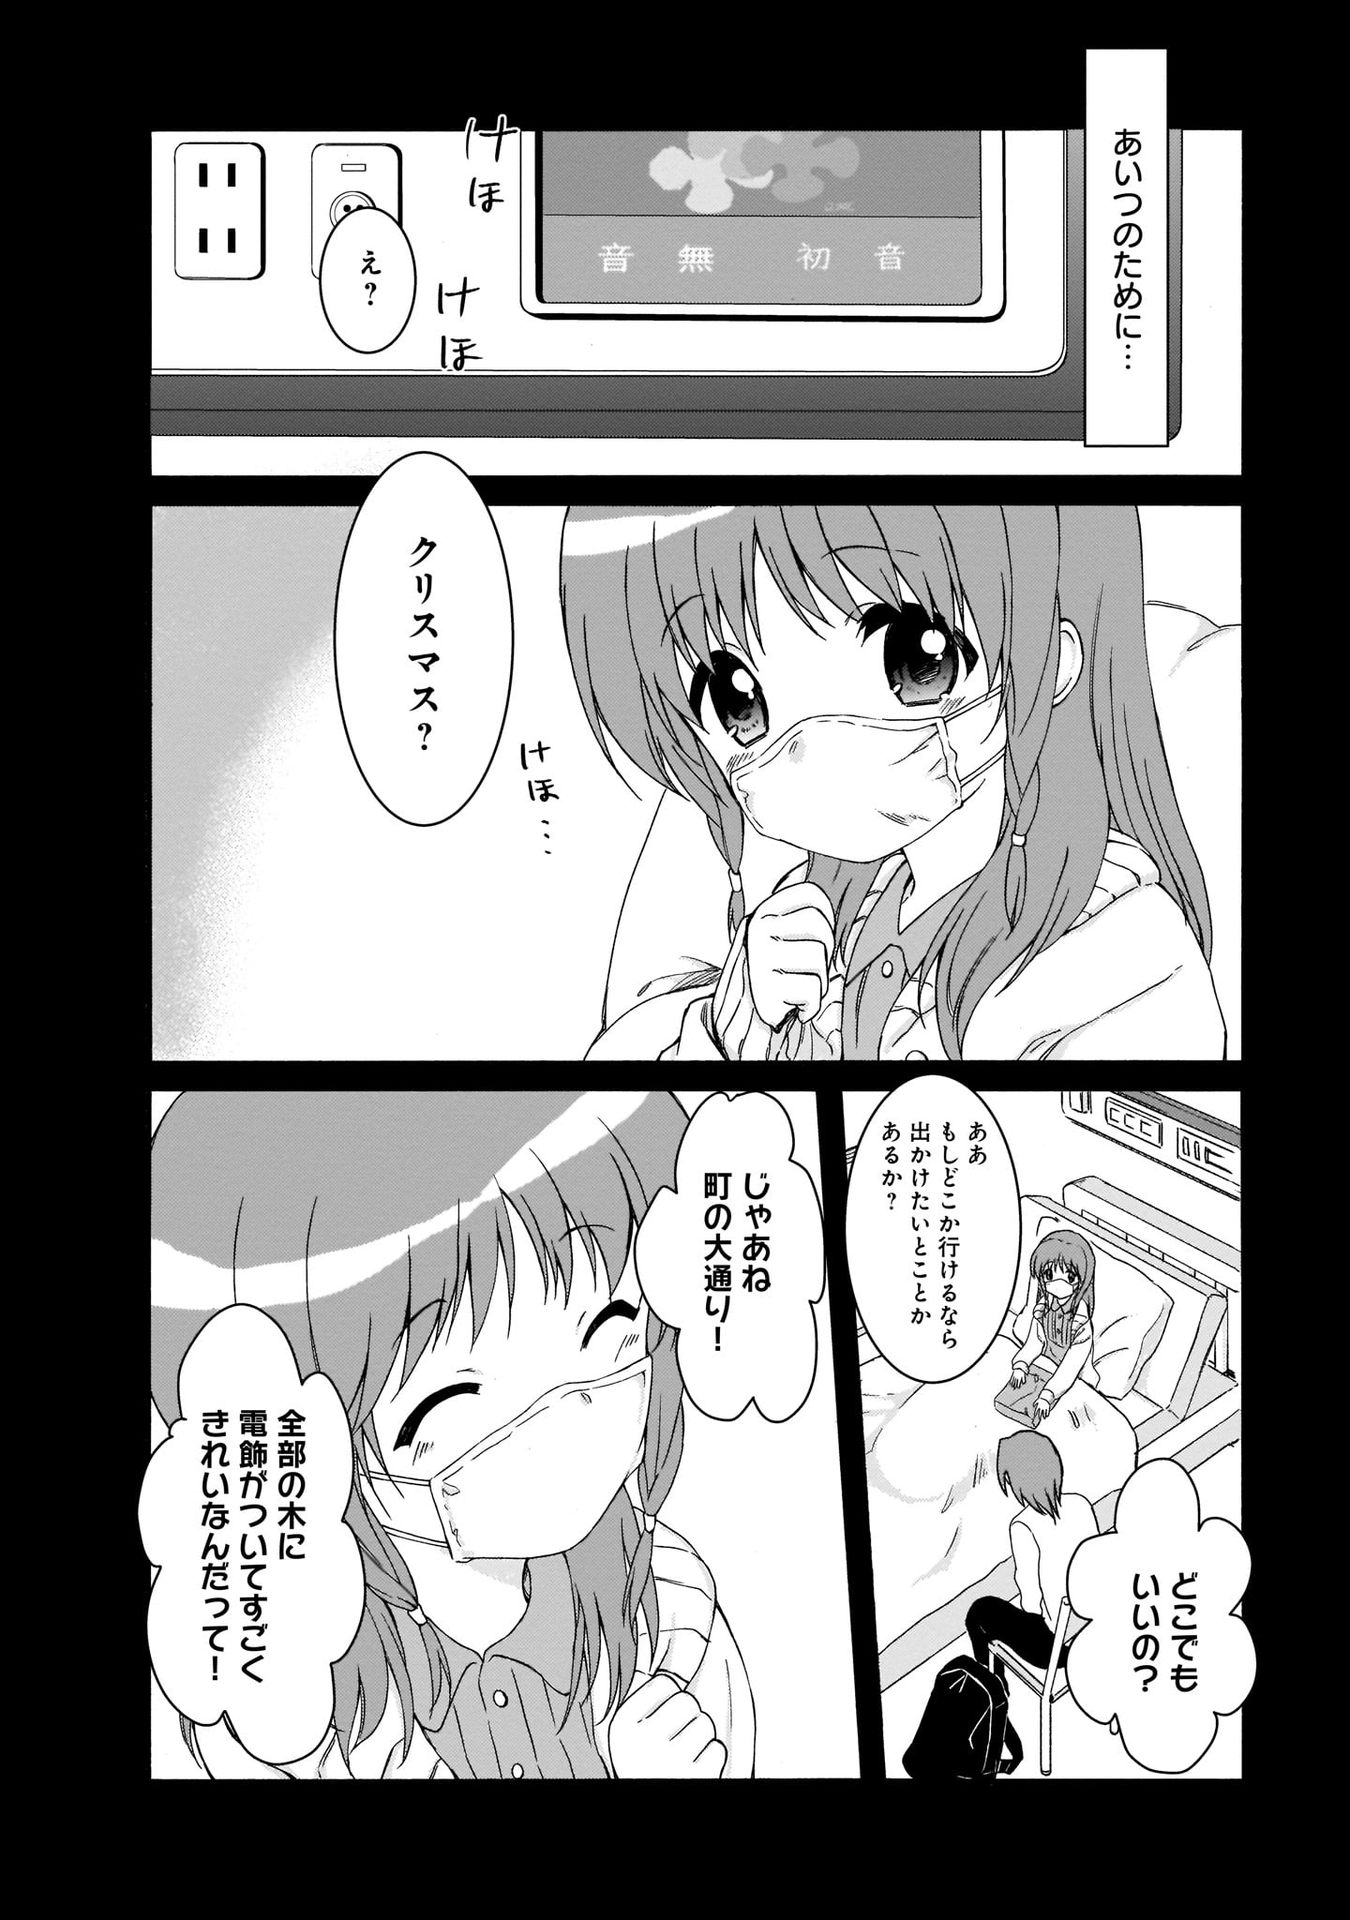 あいつのために…
けほ
けほ
え?
音無 初音
クリスマス?
けほ…
ああ
もしどこか行けるなら
出かけたいとことか
あるか?
どこでも
いいの?
じゃあね
町の大通り!
全部の木に
電飾がついてすごく
きれいなんだって!